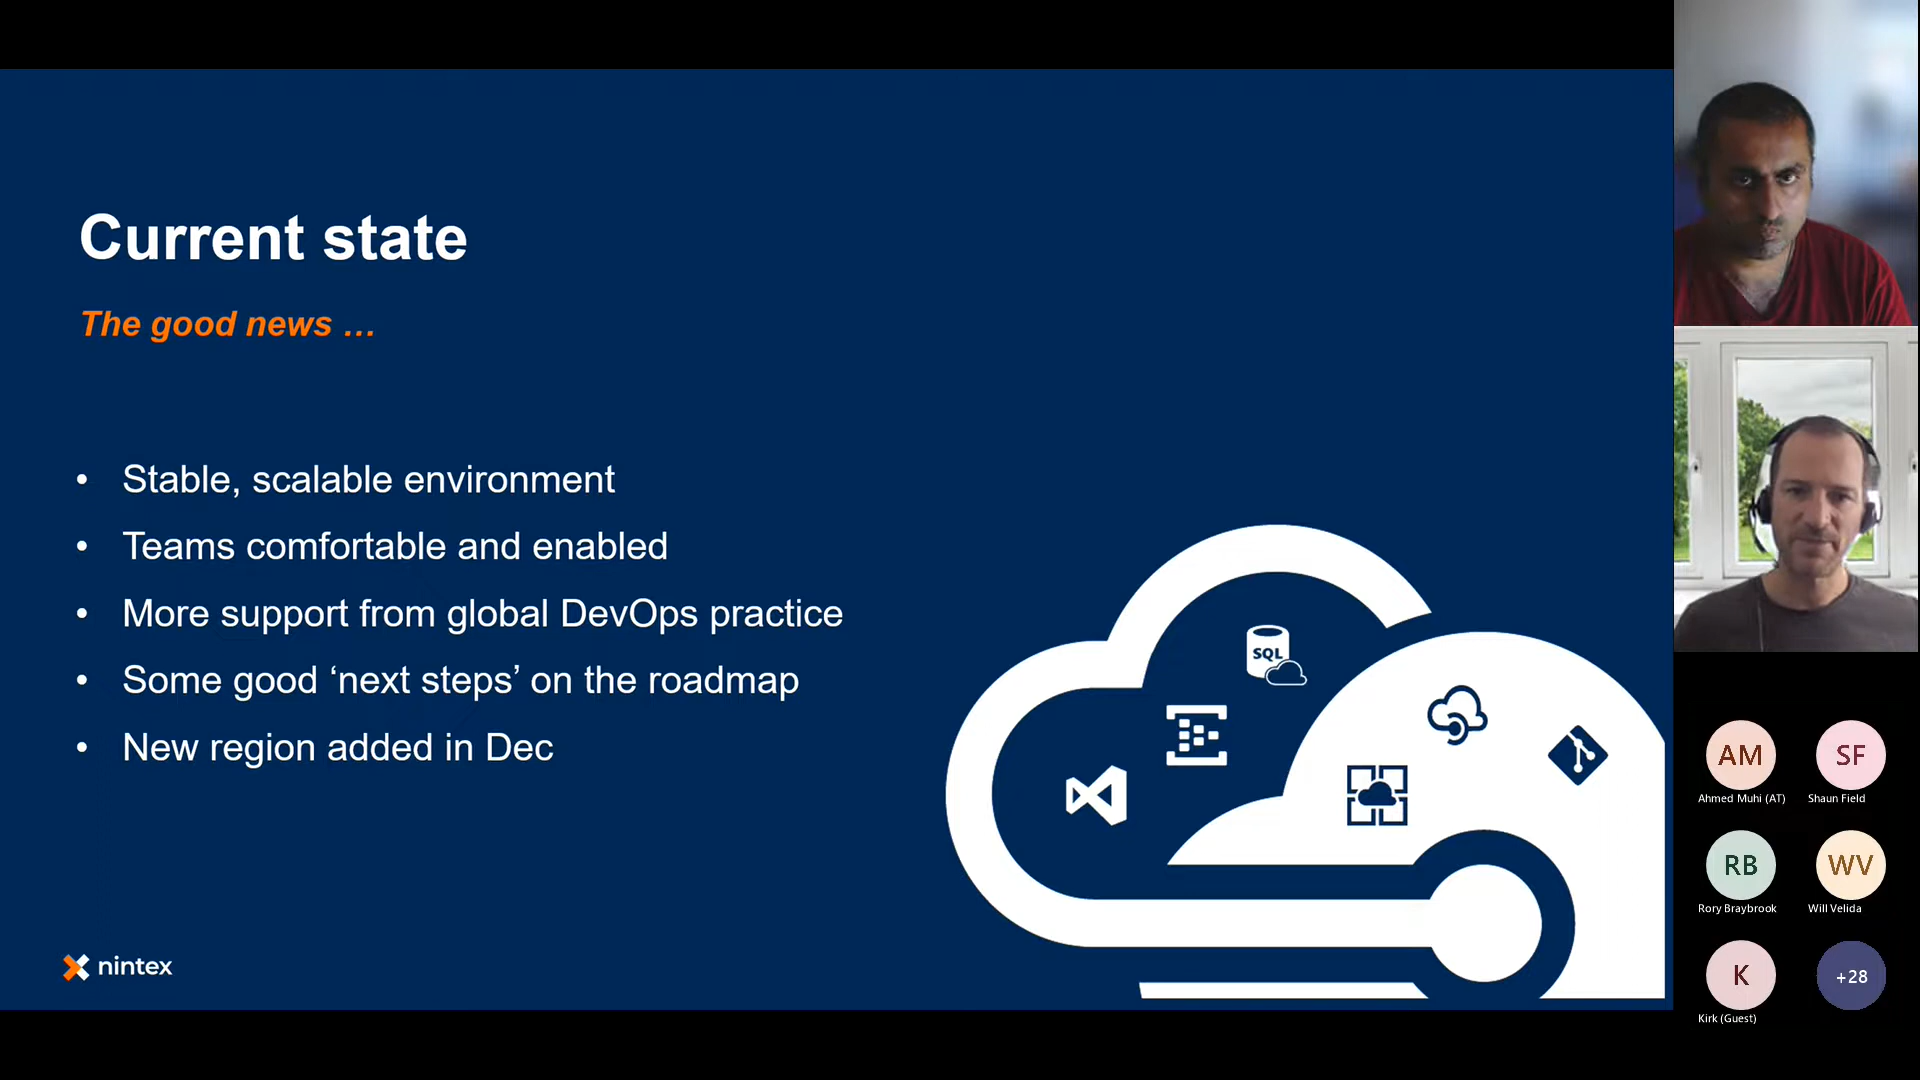 Current state
The good news …
• Stable, scalable environment
• Teams comfortable and enabled
• More support from global DevOps practice
• Some good ‘next steps’ on the roadmap
• New region added in Dec
SQL
nintex
AM
SF
Ahmed Muhi (AT)
Shaun Field
RB
WV
Rory Braybrook
Will Velida
K
+28
Kirk (Guest)